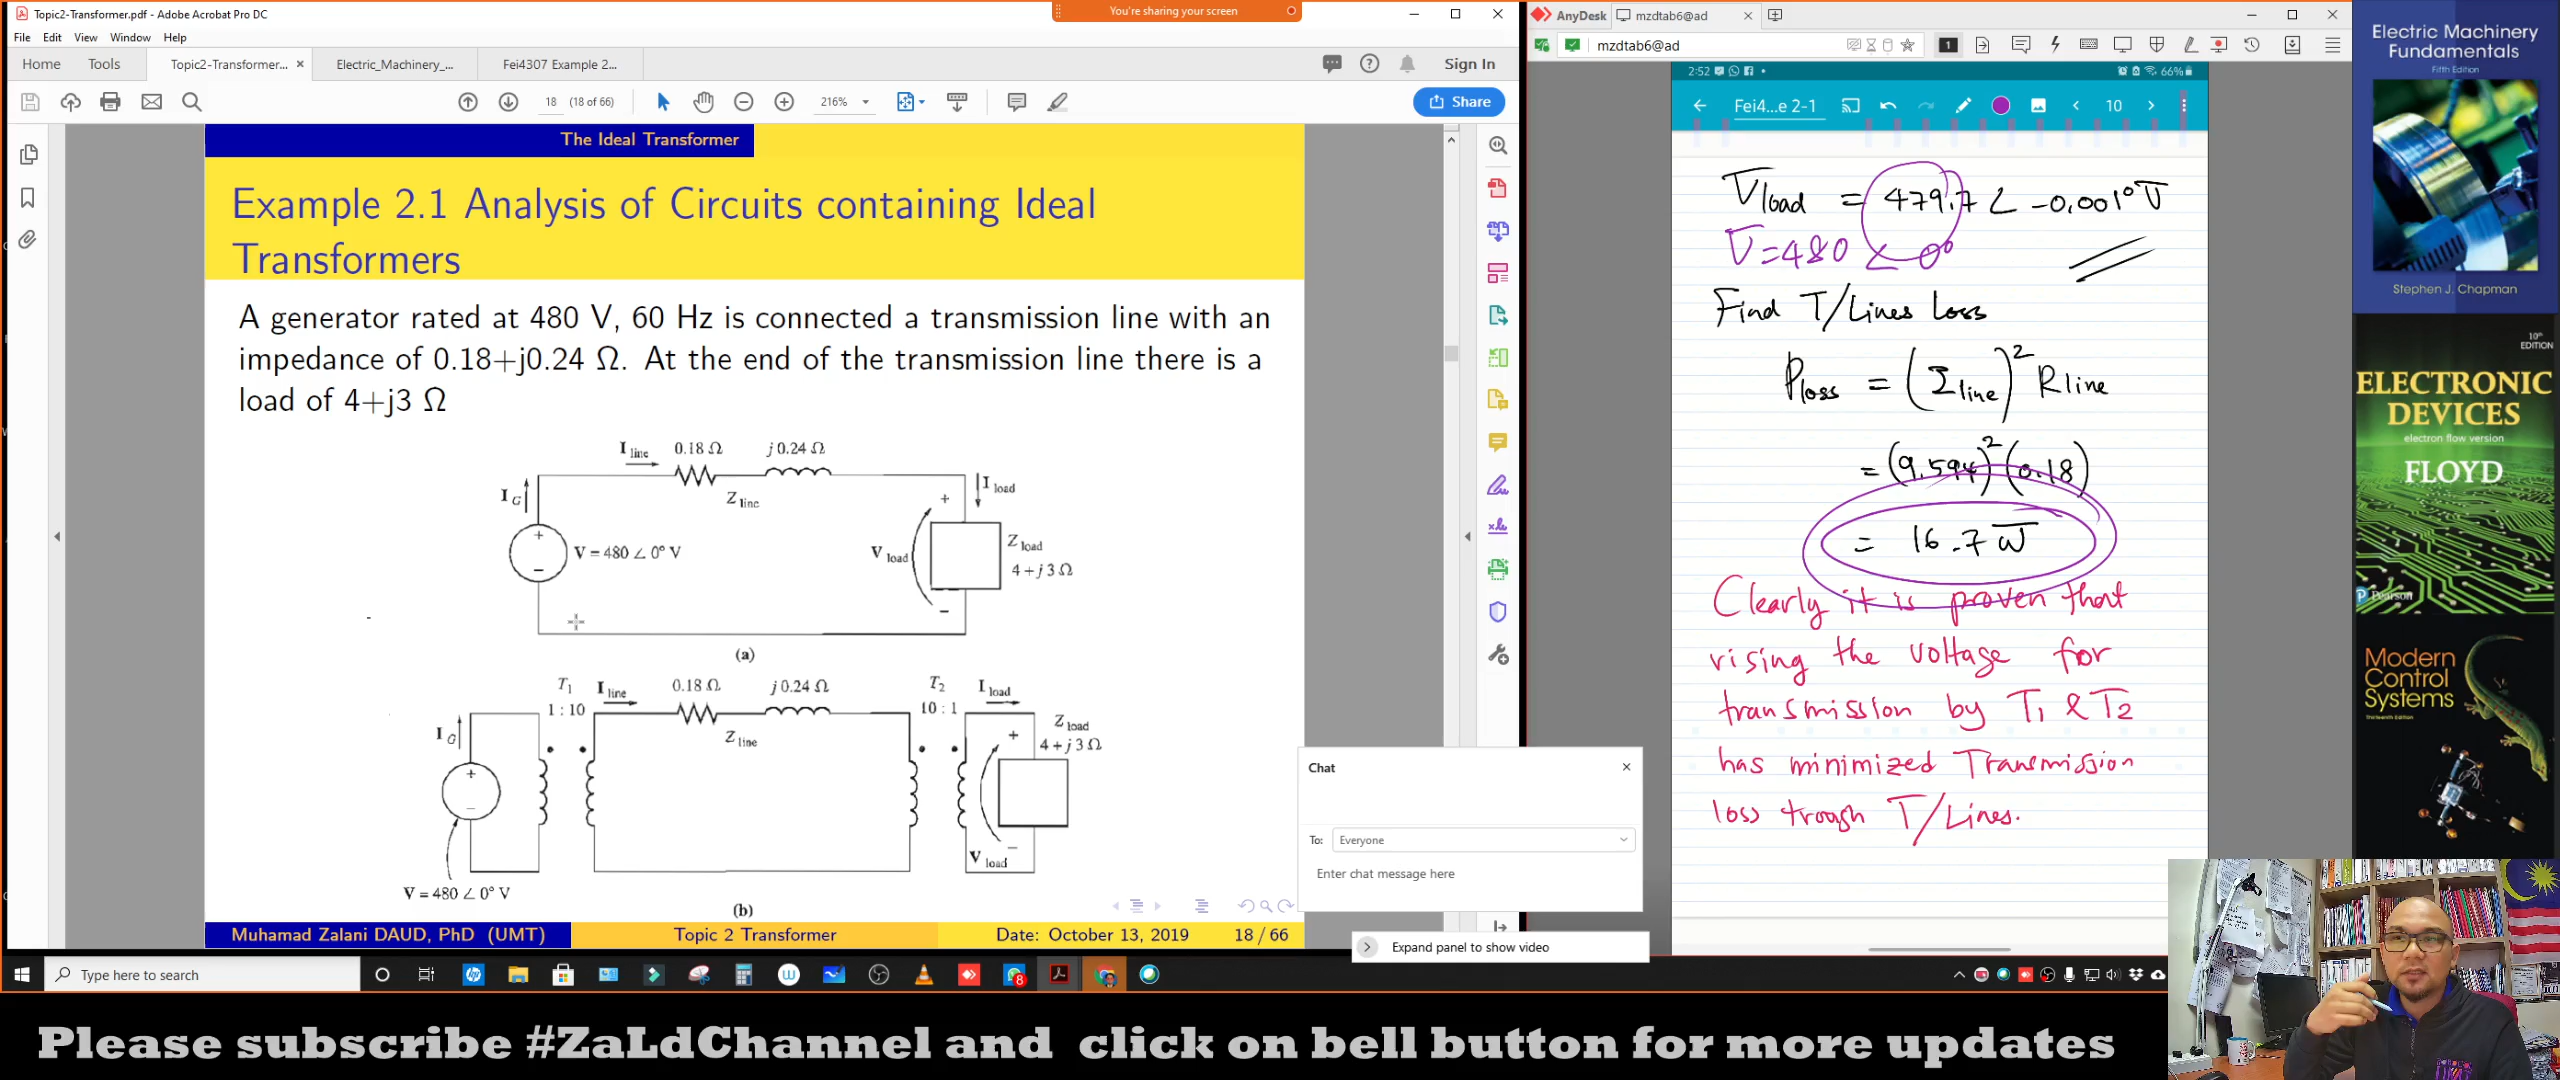 Topic2-Transformer.pdf - Adobe Acrobat Pro DC
You're sharing your screen
File Edit View Window Help
Home Tools Topic2-Transformer... × Electric_Machinery_... Fei4307 Example 2... Sign In
18 (18 of 66) 216% Share
The Ideal Transformer
Example 2.1 Analysis of Circuits containing Ideal
Transformers
A generator rated at 480 V, 60 Hz is connected a transmission line with an
impedance of 0.18+j0.24 Ω. At the end of the transmission line there is a
load of 4+j3 Ω
I line 0.18 Ω j0.24 Ω
I G Z line I load
+ V = 480 ∠ 0° V V load + Z load
− − 4 + j3 Ω
(a)
T1 I line 0.18 Ω j0.24 Ω T2 I load
1 : 10 10 : 1 Z load
I G Z line + 4 + j3 Ω
+
−
V load −
V = 480 ∠ 0° V
(b)
Muhamad Zalani DAUD, PhD (UMT) Topic 2 Transformer Date: October 13, 2019 18 / 66
Chat
To: Everyone
Enter chat message here
Expand panel to show video
Type here to search
AnyDesk mzdtab6@ad
mzdtab6@ad
2:52 66%
Fei4...e 2-1 10
Vload = 479.7 ∠ -0.001° V
V = 480 ∠ 0°
Find T/Lines Loss
Ploss = (Iline)² Rline
= (9.594)² (0.18)
= 16.7 W
Clearly it is proven that
rising the voltage for
transmission by T1 & T2
has minimized Transmission
loss trough T/Lines.
Electric Machinery
Fundamentals
Fifth Edition
Stephen J. Chapman
10th
EDITION
ELECTRONIC
DEVICES
electron flow version
FLOYD
Pearson
Modern
Control
Systems
Thirteenth Edition
Please subscribe #ZaLdChannel and click on bell button for more updates